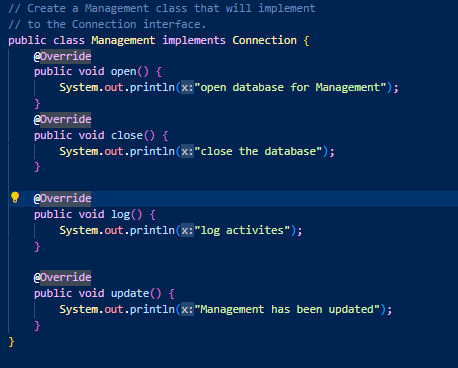 // Create a Management class that will implement
// to the Connection interface.
public class Management implements Connection {
@Override
public void open() {
System.out.println(x:"open database for Management");
}
@Override
public void close() {
System.out.println(x:"close the database");
}
@Override
public void log() {
System.out.println(x:"log activites");
}
@Override
public void update() {
System.out.println(x:"Management has been updated");
}
}